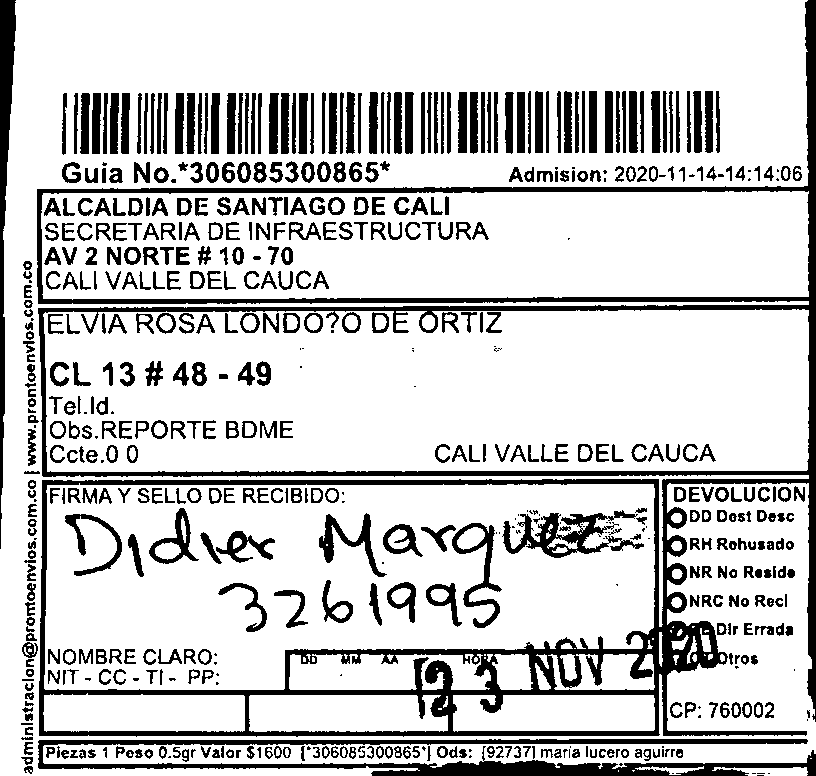 Guia No.*306085300865*
Admision: 2020-11-14-14:14:06
ALCALDIA DE SANTIAGO DE CALI
SECRETARIA DE INFRAESTRUCTURA
AV 2 NORTE # 10 - 70
CALI VALLE DEL CAUCA
ELVIA ROSA LONDO?O DE ORTIZ
CL 13 # 48 - 49
Tel.Id.
Obs.REPORTE BDME
Ccte.0 0
CALI VALLE DEL CAUCA
administracion@prontoenvios.com.co | www.prontoenvios.com.co
FIRMA Y SELLO DE RECIBIDO:
Didier Marquez
3261995
NOMBRE CLARO:
NIT - CC - TI - PP:
DD MM AA HORA
23 NOV 2020
DEVOLUCION
DD Dest Desc
RH Rehusado
NR No Reside
NRC No Recl
Dir Errada
Otros
CP: 760002
Piezas 1 Peso 0.5gr Valor $1600 [*306085300865*] Ods: [92737] maria lucero aguirre